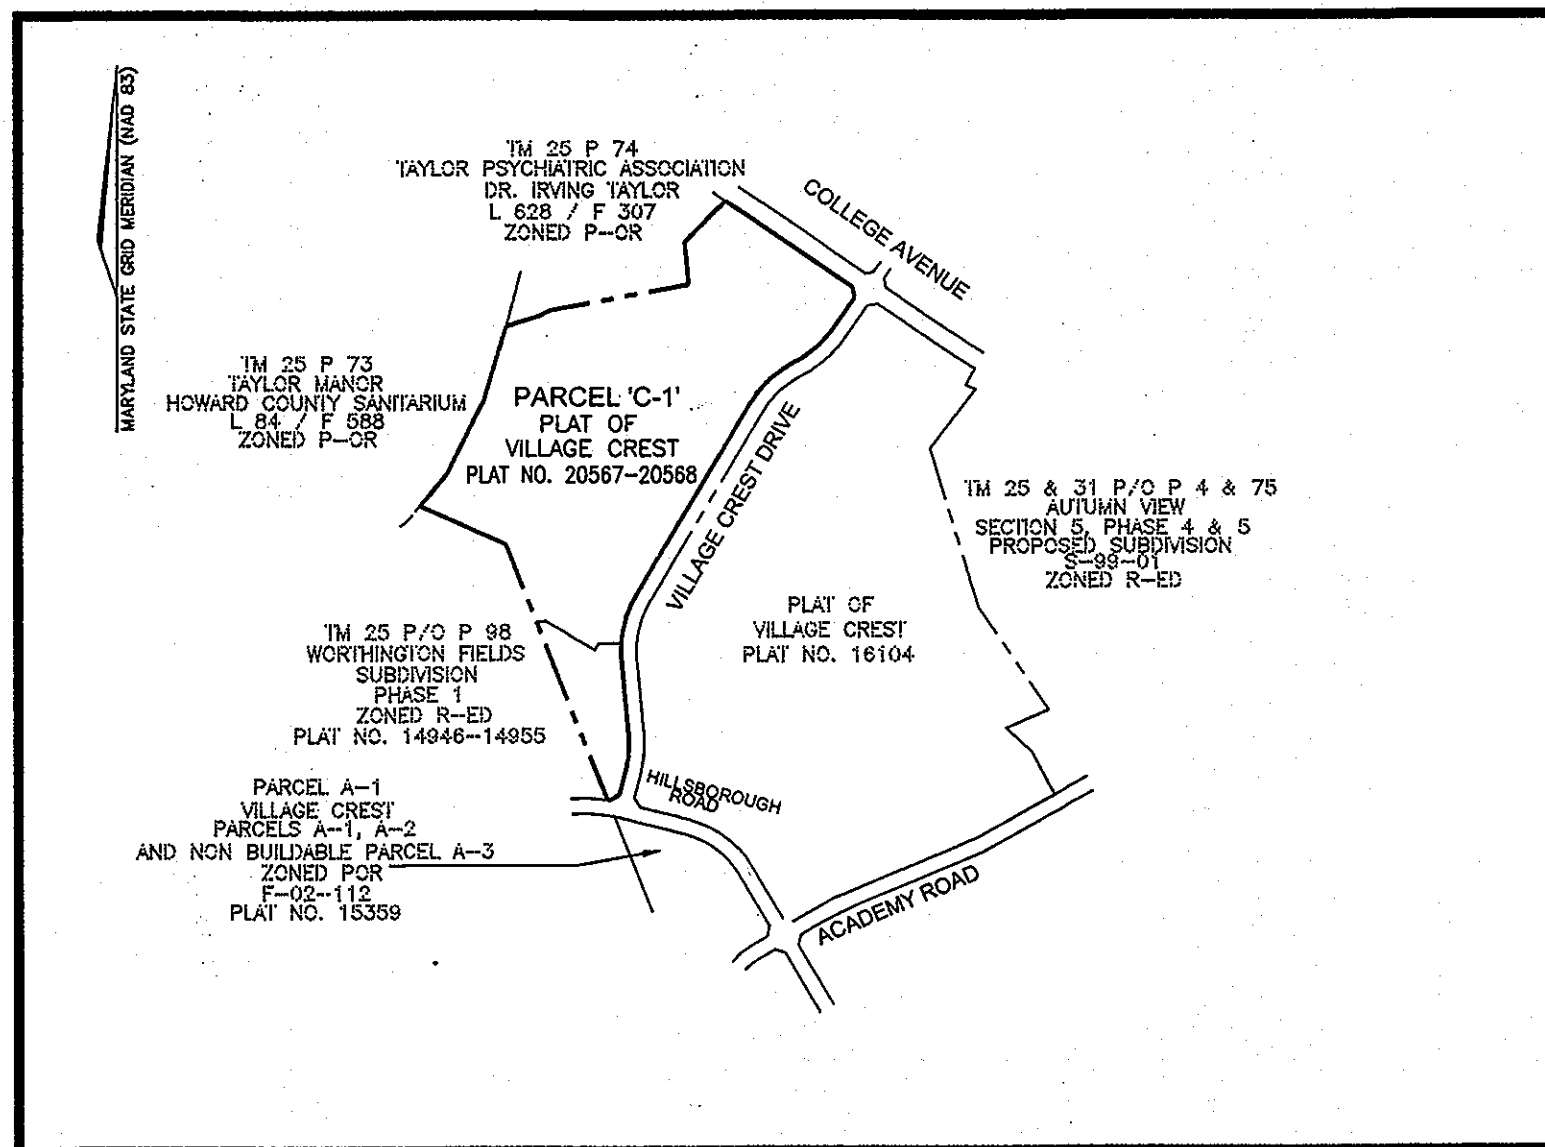 MARYLAND STATE GRID MERIDIAN (NAD 83)
TM 25 P 74
TAYLOR PSYCHIATRIC ASSOCIATION
DR. IRVING TAYLOR
L 628 / F 307
ZONED P-OR
COLLEGE AVENUE
TM 25 P 73
TAYLOR MANOR
HOWARD COUNTY SANITARIUM
L 84 / F 588
ZONED P-OR
PARCEL 'C-1'
PLAT OF
VILLAGE CREST
PLAT NO. 20567-20568
VILLAGE CREST DRIVE
TM 25 & 31 P/O P 4 & 75
AUTUMN VIEW
SECTION 5, PHASE 4 & 5
PROPOSED SUBDIVISION
S-99-01
ZONED R-ED
PLAT OF
VILLAGE CREST
PLAT NO. 16104
TM 25 P/O P 98
WORTHINGTON FIELDS
SUBDIVISION
PHASE 1
ZONED R-ED
PLAT NO. 14946-14955
PARCEL A-1
VILLAGE CREST
PARCELS A-1, A-2
AND NON BUILDABLE PARCEL A-3
ZONED POR
F-02-112
PLAT NO. 15359
HILLSBOROUGH
ROAD
ACADEMY ROAD